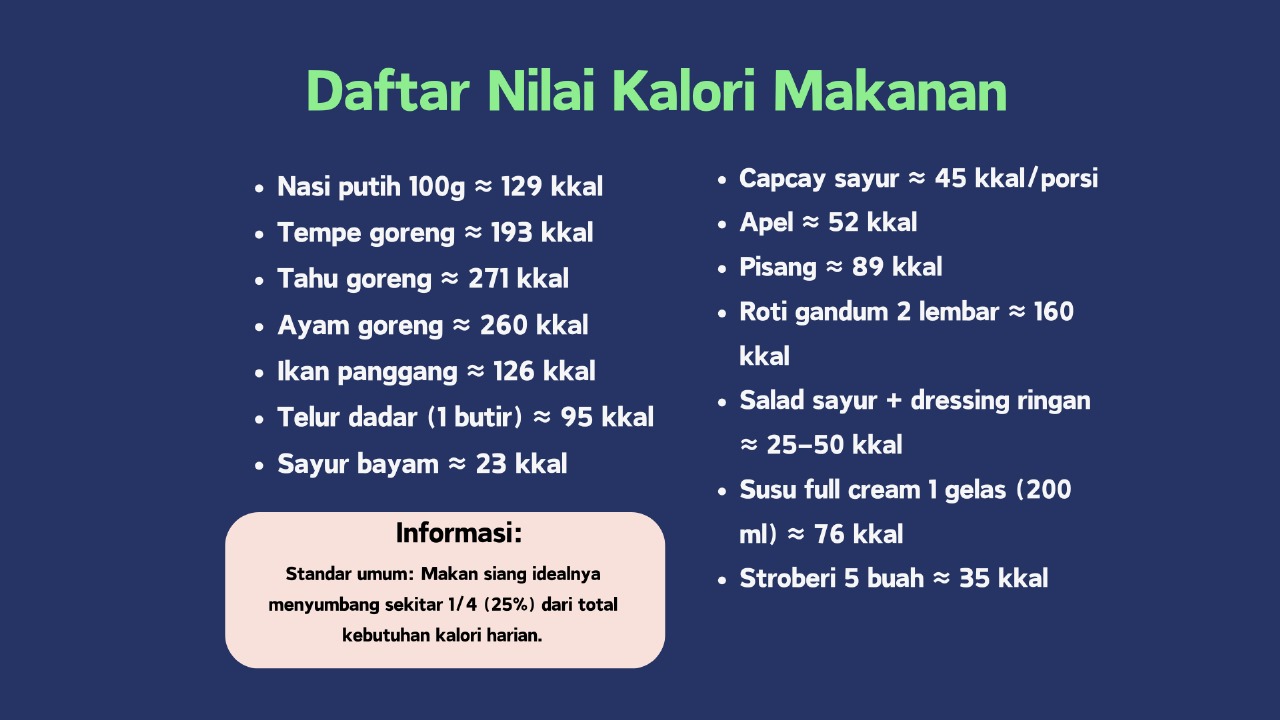 Daftar Nilai Kalori Makanan
• Nasi putih 100g ≈ 129 kkal
• Tempe goreng ≈ 193 kkal
• Tahu goreng ≈ 271 kkal
• Ayam goreng ≈ 260 kkal
• Ikan panggang ≈ 126 kkal
• Telur dadar (1 butir) ≈ 95 kkal
• Sayur bayam ≈ 23 kkal
Informasi:
Standar umum: Makan siang idealnya
menyumbang sekitar 1/4 (25%) dari total
kebutuhan kalori harian.
• Capcay sayur ≈ 45 kkal/porsi
• Apel ≈ 52 kkal
• Pisang ≈ 89 kkal
• Roti gandum 2 lembar ≈ 160
kkal
• Salad sayur + dressing ringan
≈ 25–50 kkal
• Susu full cream 1 gelas (200
ml) ≈ 76 kkal
• Stroberi 5 buah ≈ 35 kkal